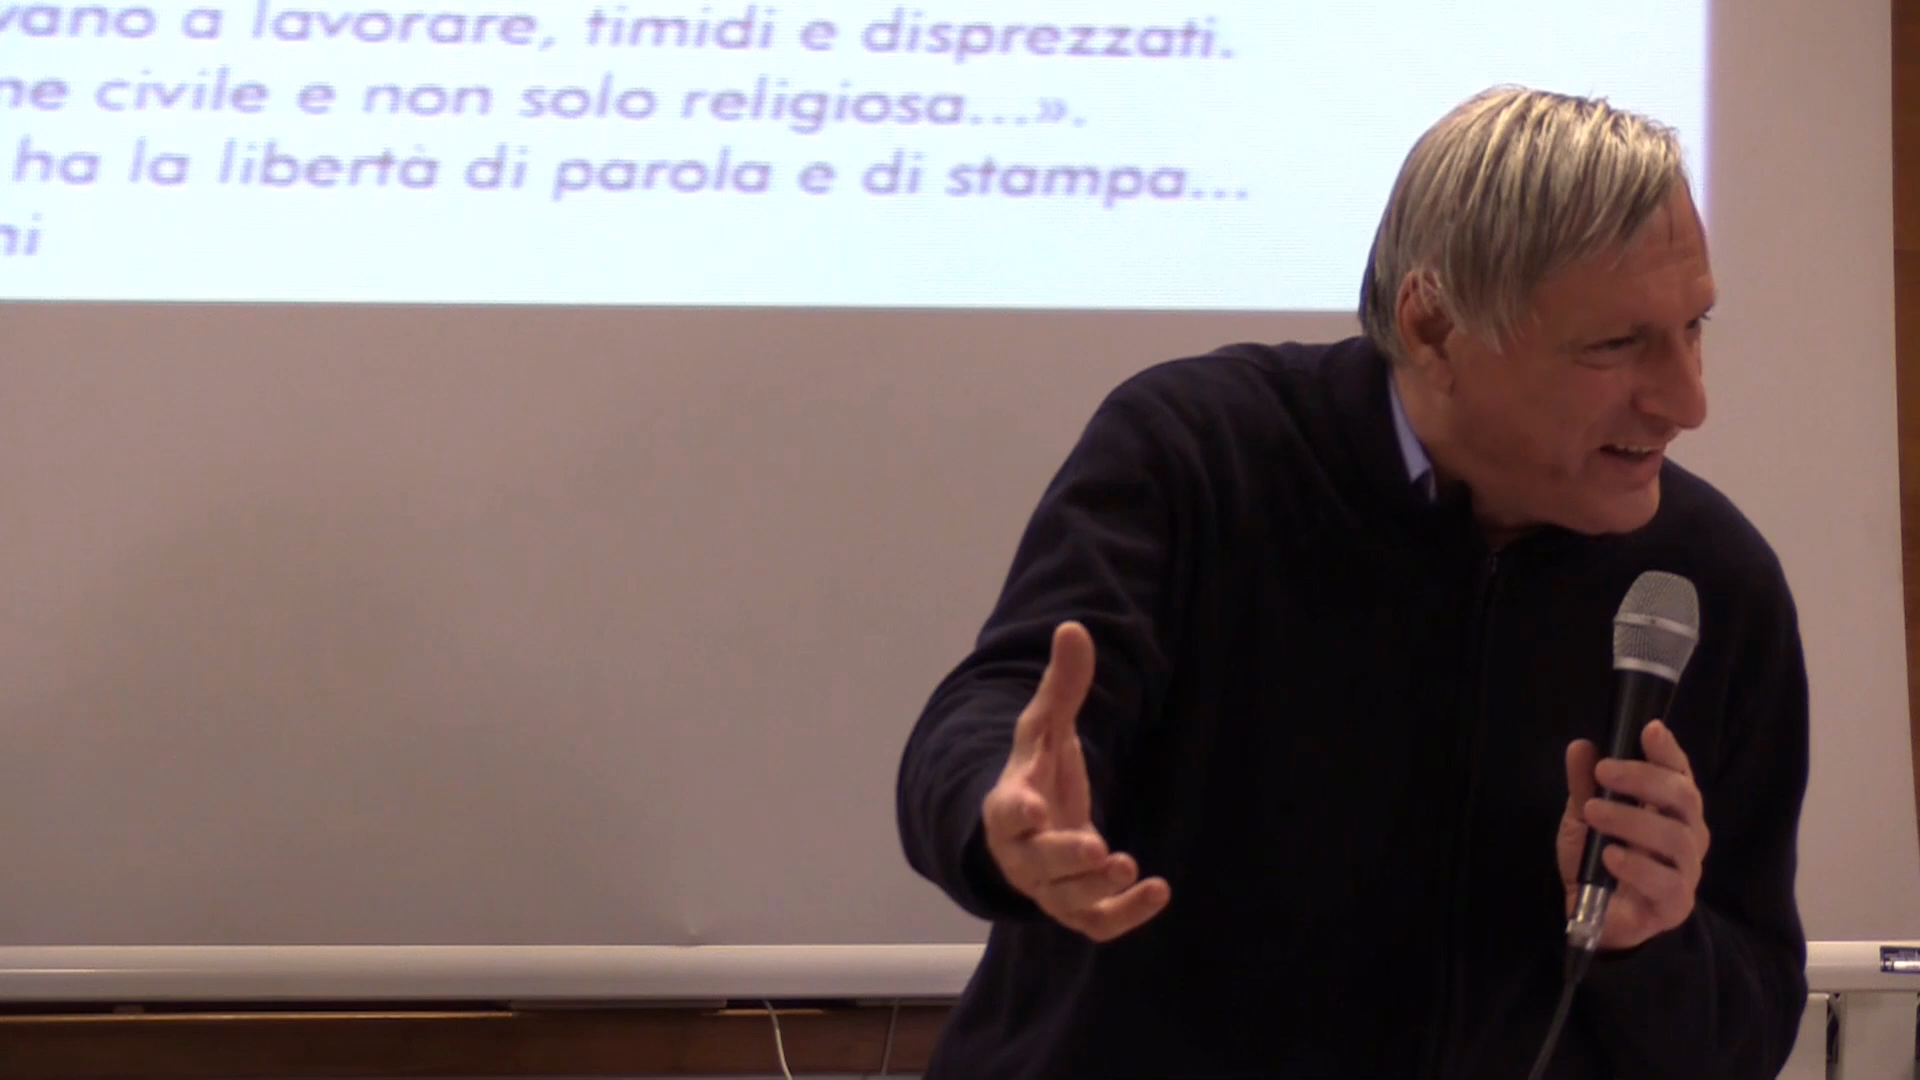 vano a lavorare, timidi e disprezzati.
ne civile e non solo religiosa...».
ha la libertà di parola e di stampa...
ni